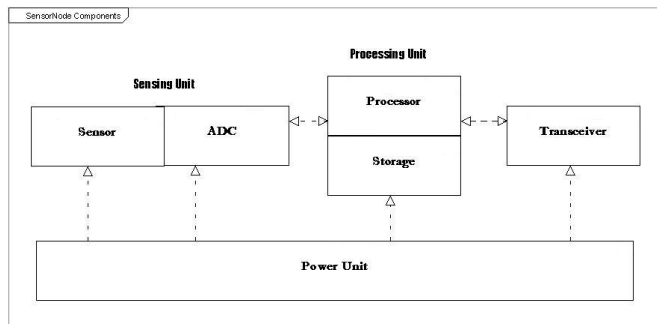 SensorNode Components
Processing Unit
Sensing Unit
Processor
Sensor
ADC
Transceiver
Storage
Power Unit